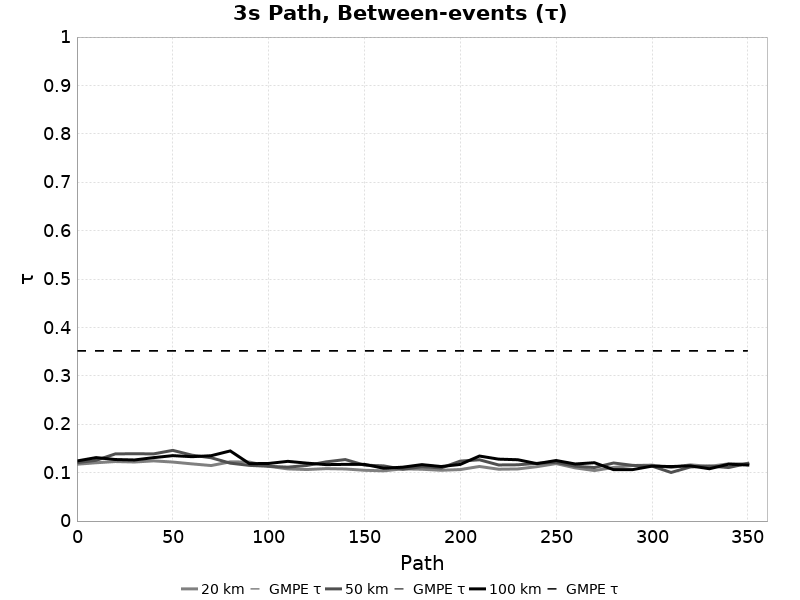 3s Path, Between-events (τ)
1
0.9
0.8
0.7
0.6
0.5
0.4
0.3
0.2
0.1
0
τ
0 50 100 150 200 250 300 350
Path
20 km GMPE τ 50 km GMPE τ 100 km GMPE τ